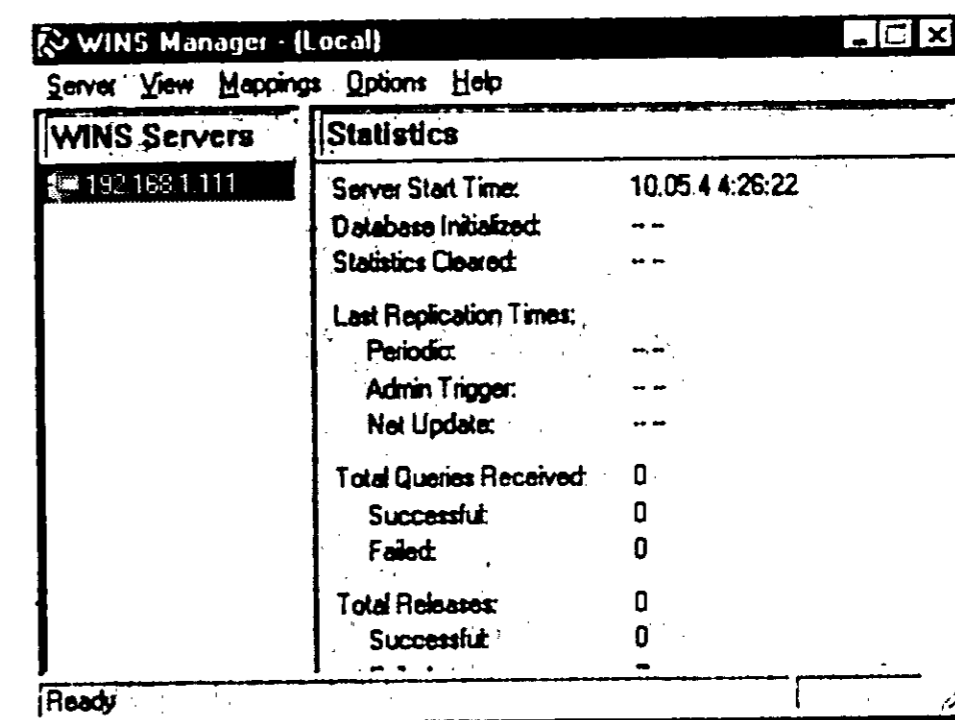 WINS Manager - (Local)
Server View Mappings Options Help
WINS Servers
192.168.1.111
Statistics
Server Start Time: 10.05.4 4:26:22
Database Initialized: --
Statistics Cleared: --
Last Replication Times:
Periodic: --
Admin Trigger: --
Net Update: --
Total Queries Received: 0
Successful: 0
Failed: 0
Total Releases: 0
Successful: 0
Ready